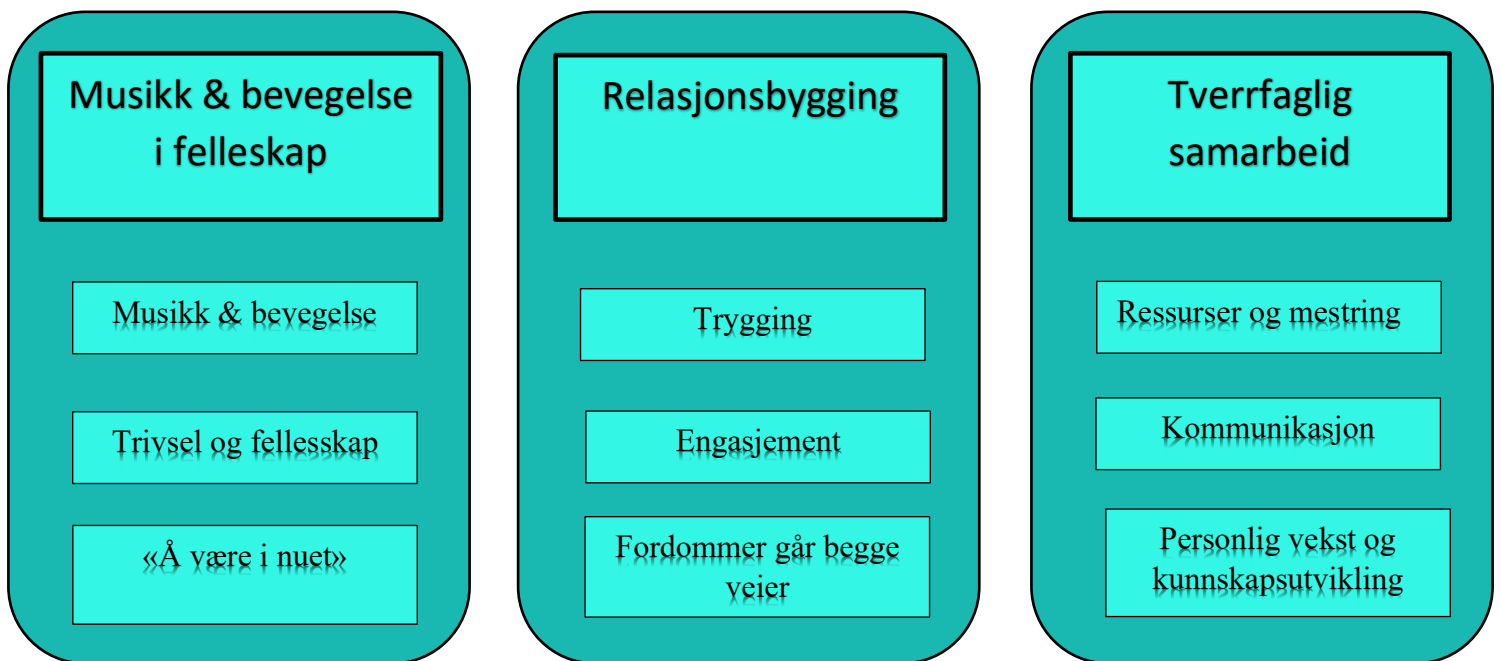 Musikk & bevegelse
i felleskap
Musikk & bevegelse
Trivsel og fellesskap
«Å være i nuet»
Relasjonsbygging
Trygging
Engasjement
Fordommer går begge
veier
Tverrfaglig
samarbeid
Ressurser og mestring
Kommunikasjon
Personlig vekst og
kunnskapsutvikling